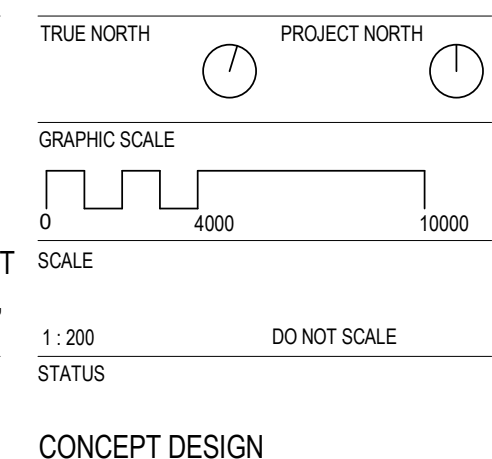 TRUE NORTH PROJECT NORTH
GRAPHIC SCALE
0 4000 10000
T SCALE
1 : 200 DO NOT SCALE
STATUS
CONCEPT DESIGN